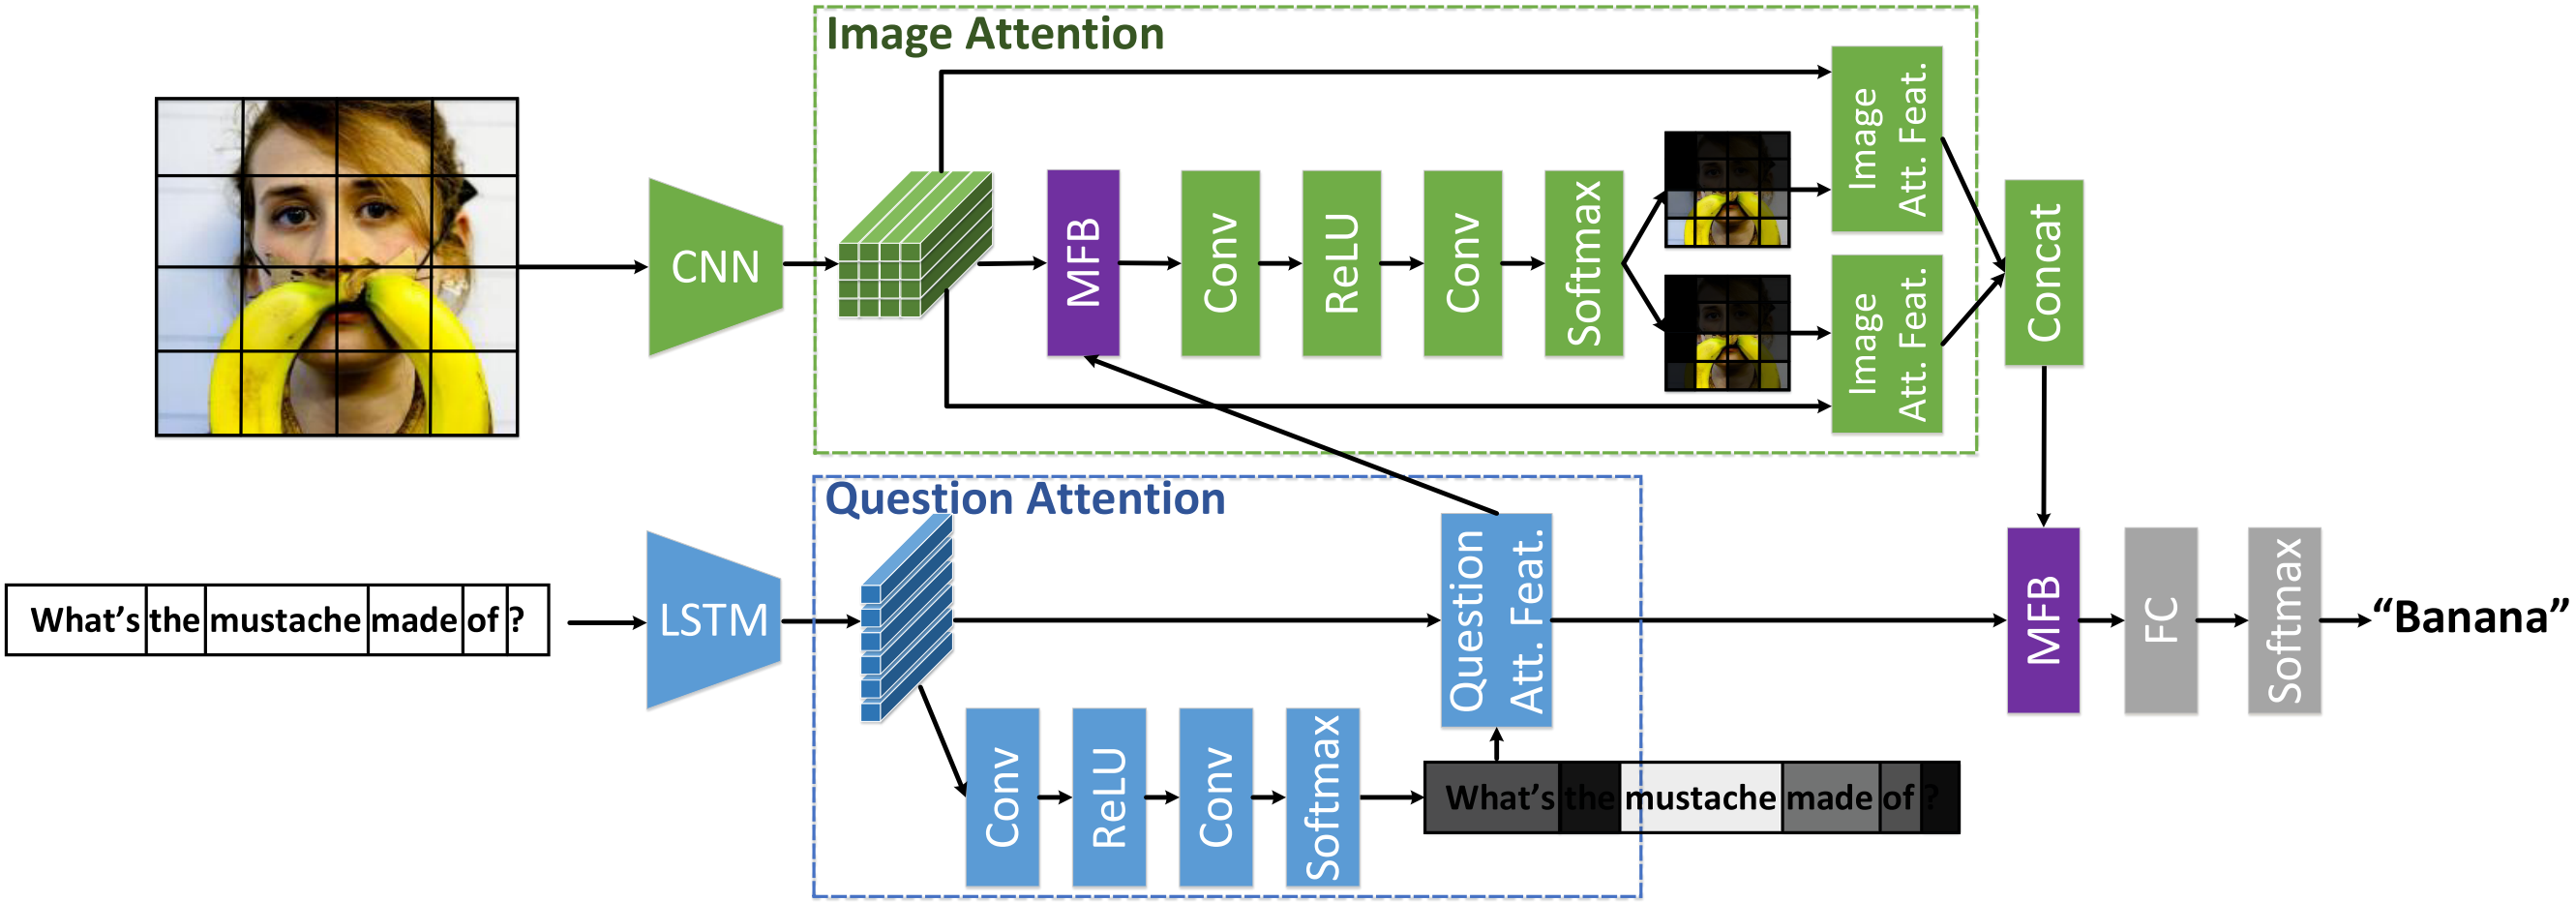 Image Attention
CNN
MFB
Conv
ReLU
Conv
Softmax
Image
Att. Feat.
Image
Att. Feat.
Concat
Question Attention
What's the mustache made of ?
LSTM
Question
Att. Feat.
Conv
ReLU
Conv
Softmax
What's the mustache made of ?
MFB
FC
Softmax
“Banana”